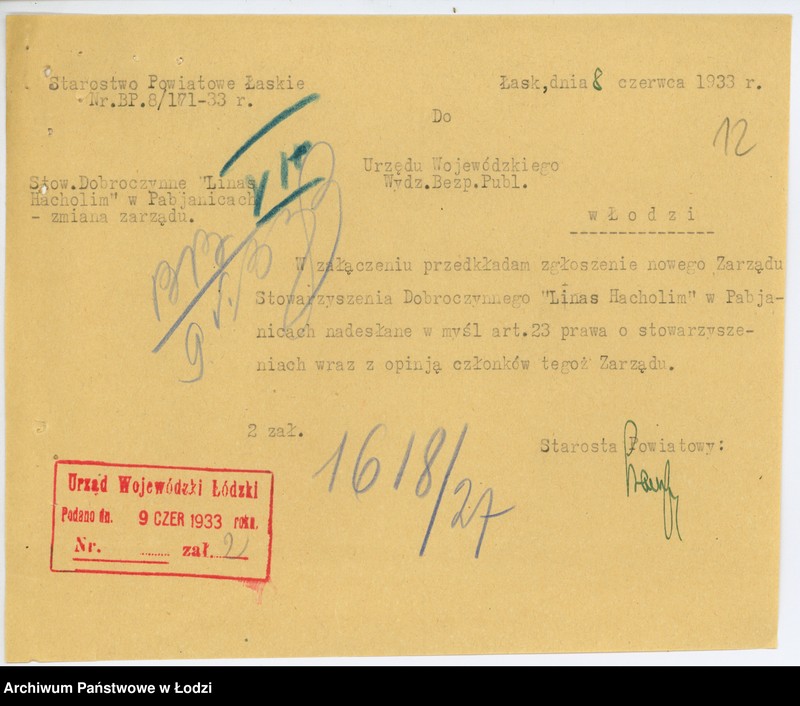 Starostwo Powiatowe Łaskie
Nr.BP.8/171-33 r.
Łask,dnia 8 czerwca 1933 r.
Do
12
Urzędu Wojewódzkiego
Wydz.Bezp.Publ.
w Łodzi
Stow.Dobroczynne "Linas
Hacholim" w Pabjanicach
- zmiana zarządu.
W załączeniu przedkładam zgłoszenie nowego Zarządu
Stowarzyszenia Dobroczynnego "Linas Hacholim" w Pabja-
nicach nadesłane w myśl art.23 prawa o stowarzysze-
niach wraz z opinją członków tegoż Zarządu.
2 zał.
Starosta Powiatowy:
1618/27
Urząd Wojewódzki Łódzki
Podano dn. 9 CZER 1933 roku.
Nr. ........ zał. 2
Archiwum Państwowe w Łodzi